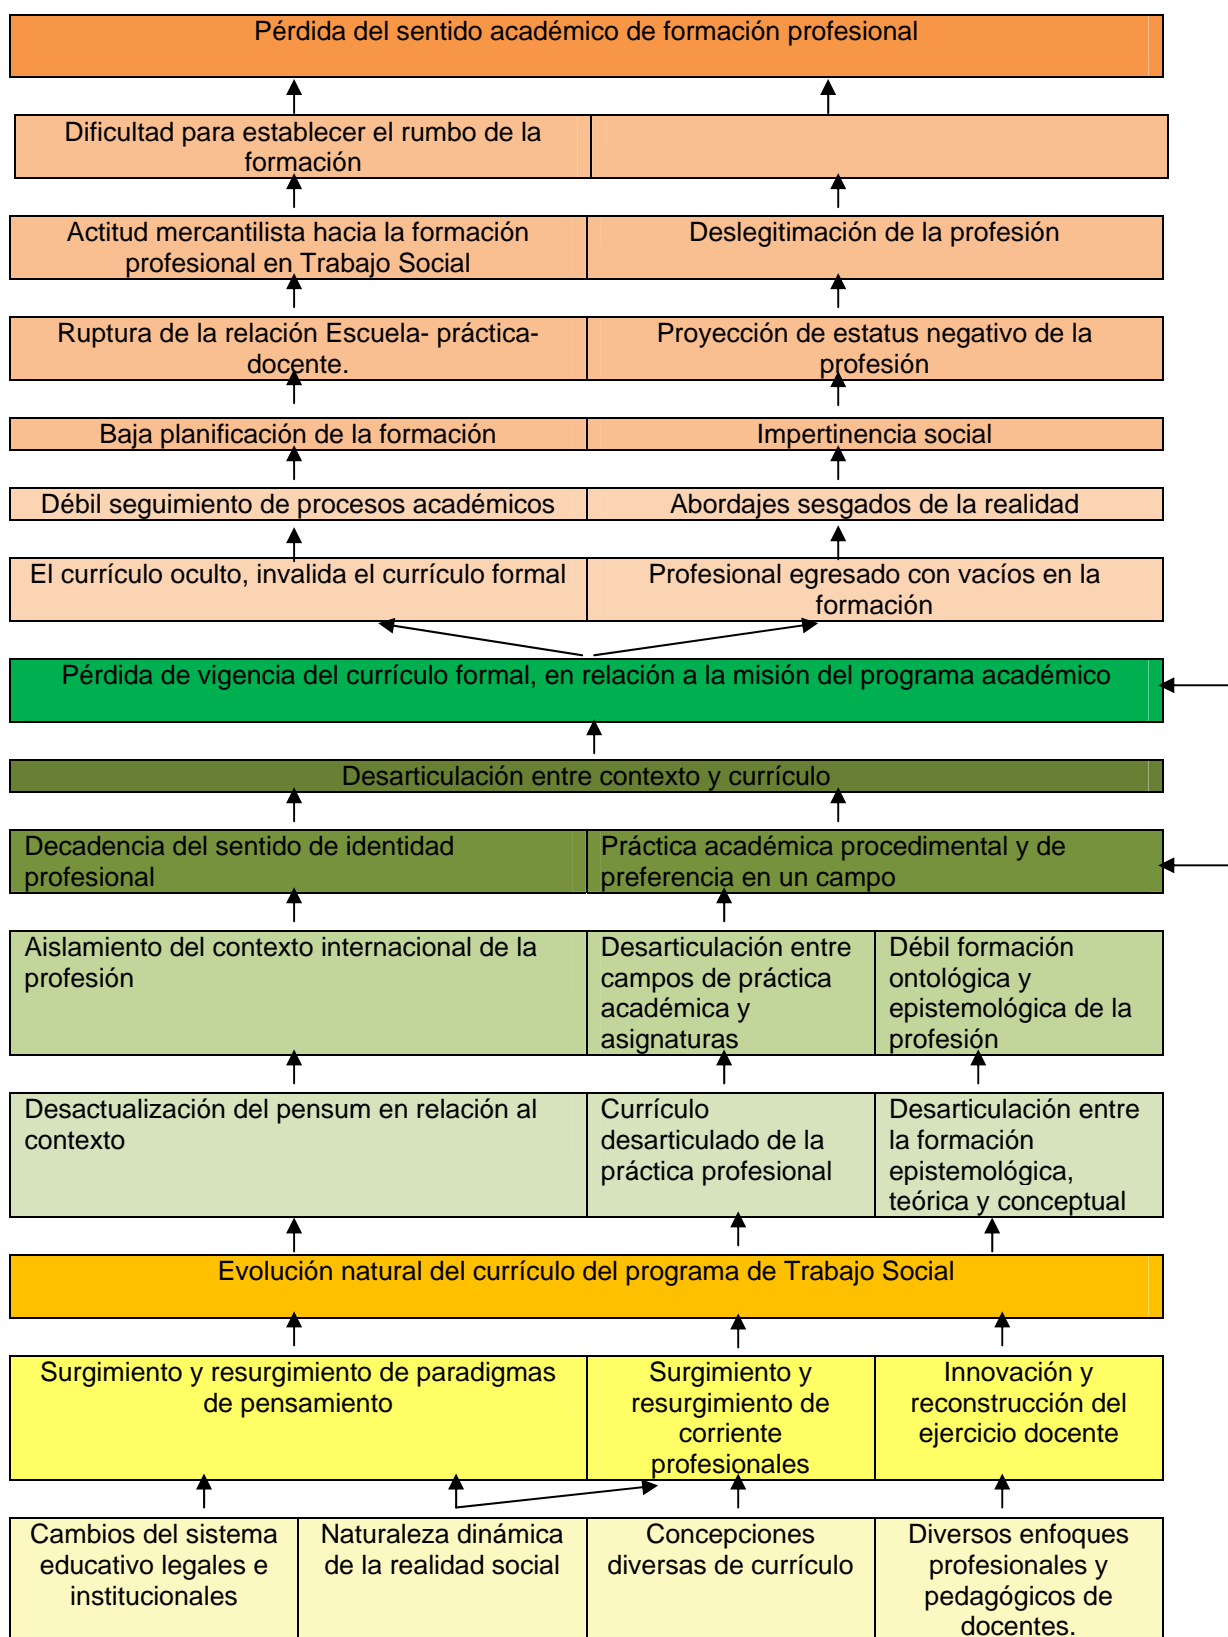 Pérdida del sentido académico de formación profesional
Dificultad para establecer el rumbo de la
formación
Actitud mercantilista hacia la formación
profesional en Trabajo Social
Deslegitimación de la profesión
Ruptura de la relación Escuela- práctica-
docente.
Proyección de estatus negativo de la
profesión
Baja planificación de la formación
Impertinencia social
Débil seguimiento de procesos académicos
Abordajes sesgados de la realidad
El currículo oculto, invalida el currículo formal
Profesional egresado con vacíos en la
formación
Pérdida de vigencia del currículo formal, en relación a la misión del programa académico
Desarticulación entre contexto y currículo
Decadencia del sentido de identidad
profesional
Práctica académica procedimental y de
preferencia en un campo
Aislamiento del contexto internacional de la
profesión
Desarticulación entre
campos de práctica
académica y
asignaturas
Débil formación
ontológica y
epistemológica de la
profesión
Desactualización del pensum en relación al
contexto
Currículo
desarticulado de la
práctica profesional
Desarticulación entre
la formación
epistemológica,
teórica y conceptual
Evolución natural del currículo del programa de Trabajo Social
Surgimiento y resurgimiento de paradigmas
de pensamiento
Surgimiento y
resurgimiento de
corriente
profesionales
Innovación y
reconstrucción del
ejercicio docente
Cambios del sistema
educativo legales e
institucionales
Naturaleza dinámica
de la realidad social
Concepciones
diversas de currículo
Diversos enfoques
profesionales y
pedagógicos de
docentes.